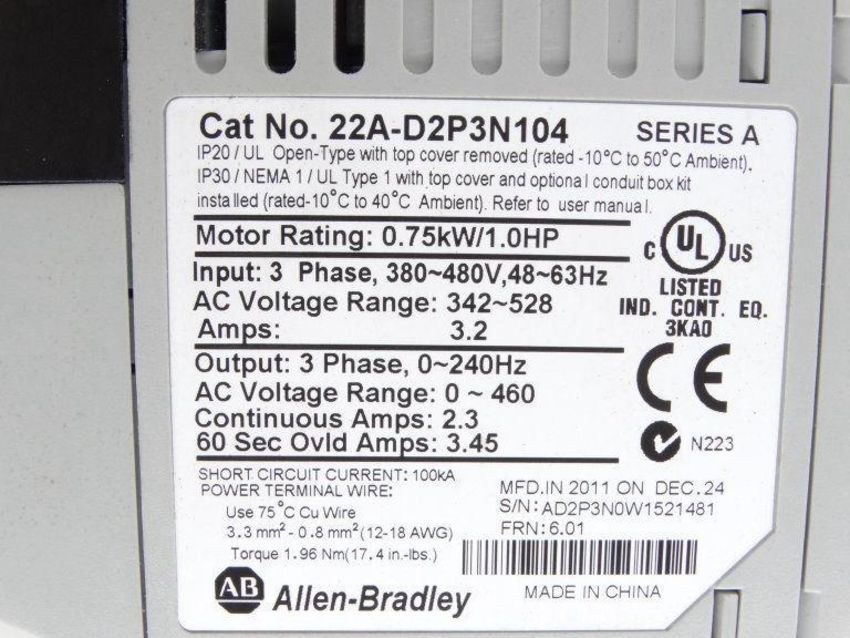 Cat No. 22A-D2P3N104 SERIES A
IP20 / UL Open-Type with top cover removed (rated -10°C to 50°C Ambient).
IP30 / NEMA 1 / UL Type 1 with top cover and optional conduit box kit
installed (rated-10°C to 40°C Ambient). Refer to user manual.
Motor Rating: 0.75kW/1.0HP
Input: 3 Phase, 380~480V,48~63Hz
AC Voltage Range: 342~528
Amps: 3.2
C UL US
LISTED
IND. CONT. EQ.
3KA0
Output: 3 Phase, 0~240Hz
AC Voltage Range: 0 ~ 460
Continuous Amps: 2.3
60 Sec Ovld Amps: 3.45
CE
N223
SHORT CIRCUIT CURRENT: 100kA
POWER TERMINAL WIRE:
Use 75°C Cu Wire
3.3 mm² - 0.8 mm² (12-18 AWG)
Torque 1.96 Nm(17.4 in.-lbs.)
MFD.IN 2011 ON DEC.24
S/N: AD2P3N0W1521481
FRN: 6.01
AB Allen-Bradley
MADE IN CHINA